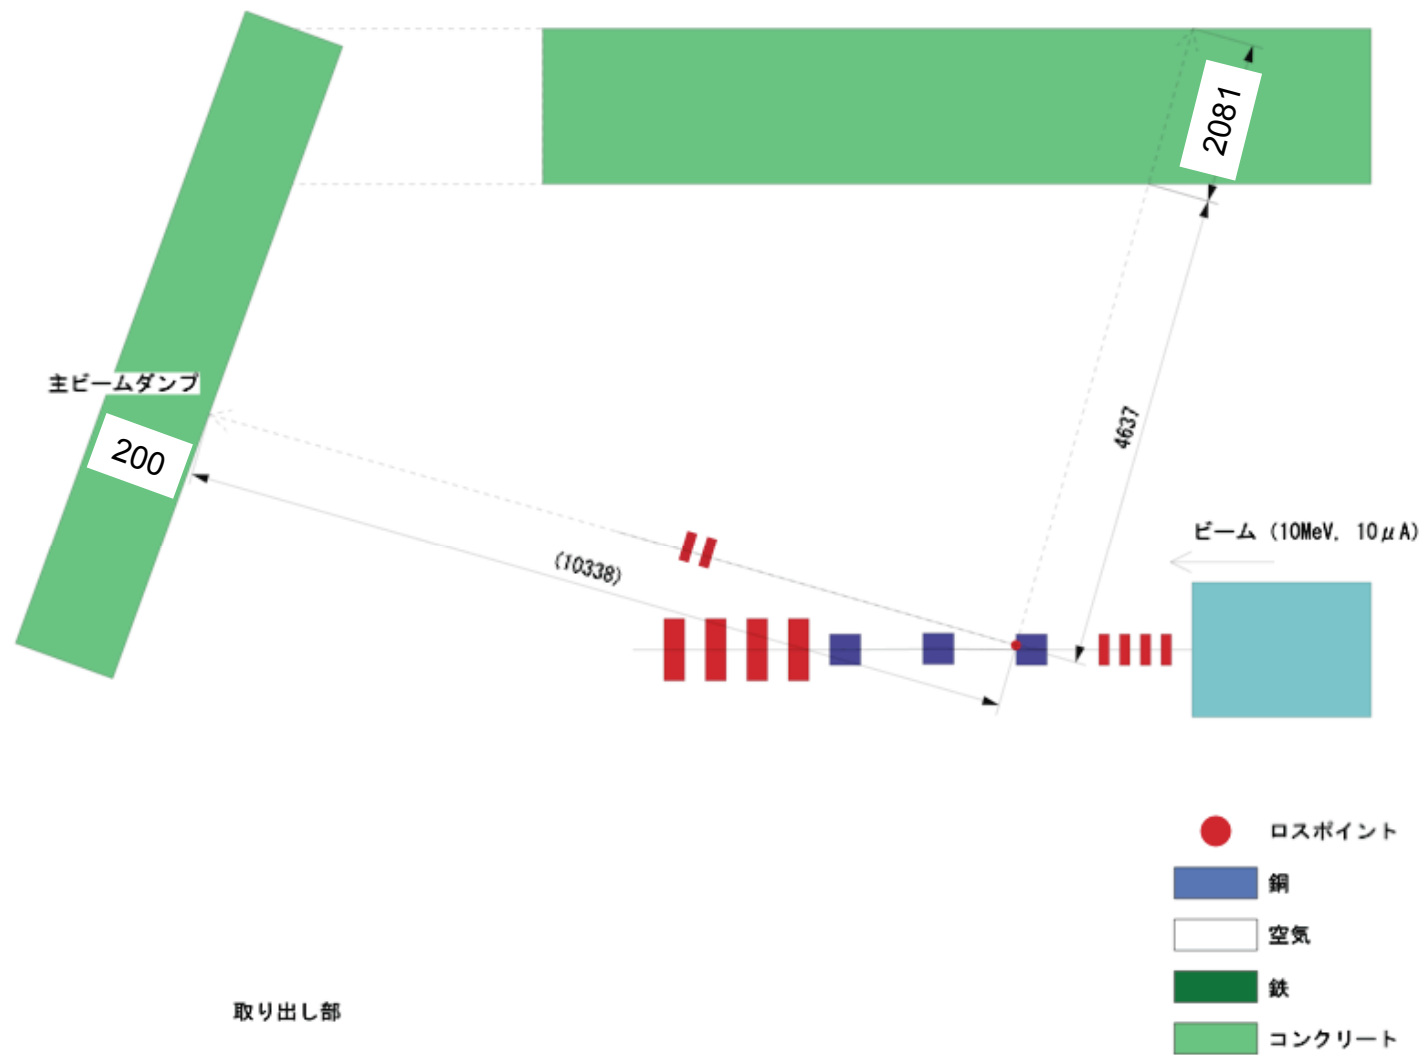 2081
主ビームダンプ
200
4637
ビーム (10MeV, 10μA)
(10338)
ロスポイント
銅
空気
鉄
取り出し部
コンクリート